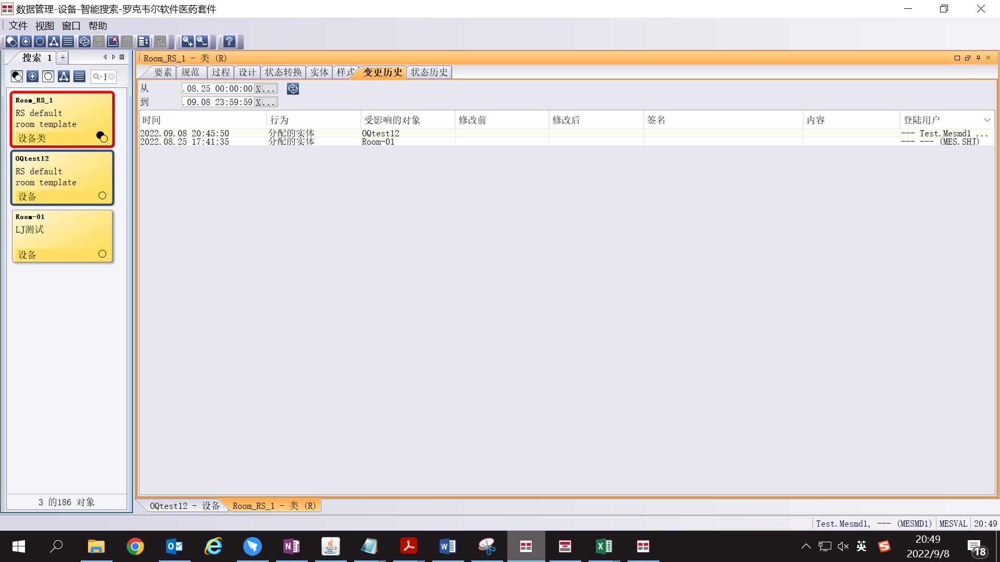 数据管理-设备-智能搜索-罗克韦尔软件医药套件
文件 视图 窗口 帮助
搜索 1 +
Room_RS_1
RS default
room template
设备类
OQtest12
RS default
room template
设备
Room-01
LJ测试
设备
3 的186 对象
Room_RS_1 - 类 (R)
要素 规范 过程 设计 状态转换 实体 样式 变更历史 状态历史
从 .08.25 00:00:00 X ...
到 .09.08 23:59:59 X ...
时间 行为 受影响的对象 修改前 修改后 签名 内容 登陆用户
2022.09.08 20:45:50 分配的实体 OQtest12 --- Test.Mesmd1 ...
2022.08.25 17:41:35 分配的实体 Room-01 --- --- (MES.SHJ)
OQtest12 - 设备 Room_RS_1 - 类 (R)
Test.Mesmd1, --- (MESMD1) MESVAL 20:49
英 20:49
2022/9/8
18